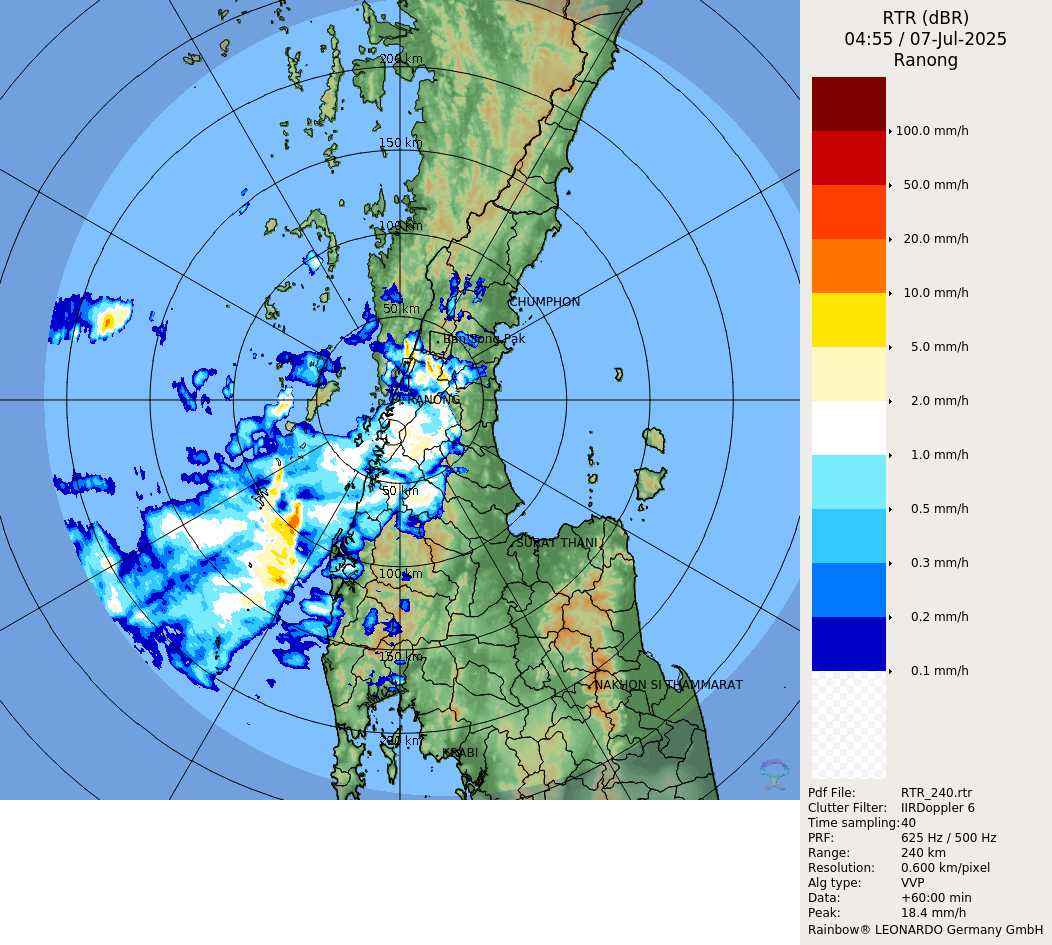 RTR (dBR)
04:55 / 07-Jul-2025
Ranong
200 km
150 km
100 km
50 km
CHUMPHON
Ban Tong Pak
RANONG
50 km
SURAT THANI
100 km
150 km
NAKHON SI THAMMARAT
200 km
KRABI
100.0 mm/h
50.0 mm/h
20.0 mm/h
10.0 mm/h
5.0 mm/h
2.0 mm/h
1.0 mm/h
0.5 mm/h
0.3 mm/h
0.2 mm/h
0.1 mm/h
Pdf File: RTR_240.rtr
Clutter Filter: IIRDoppler 6
Time sampling: 40
PRF: 625 Hz / 500 Hz
Range: 240 km
Resolution: 0.600 km/pixel
Alg type: VVP
Data: +60:00 min
Peak: 18.4 mm/h
Rainbow® LEONARDO Germany GmbH